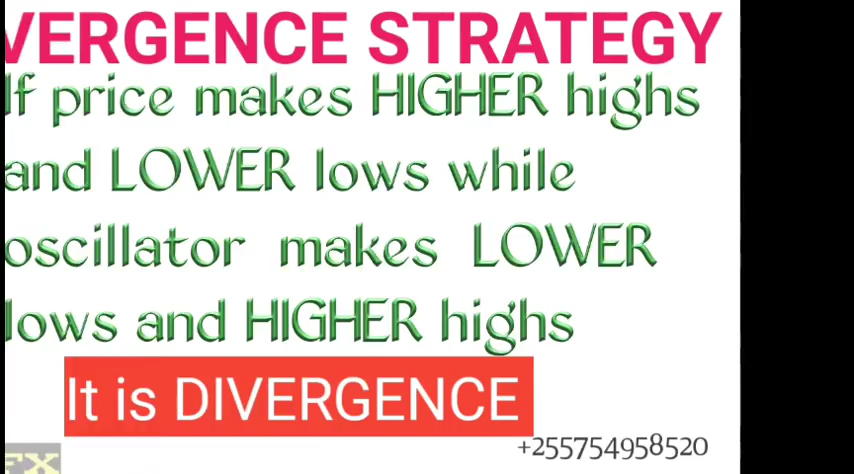 VERGENCE STRATEGY
If price makes HIGHER highs
and LOWER lows while
oscillator makes LOWER
lows and HIGHER highs
It is DIVERGENCE
+255754958520
FX